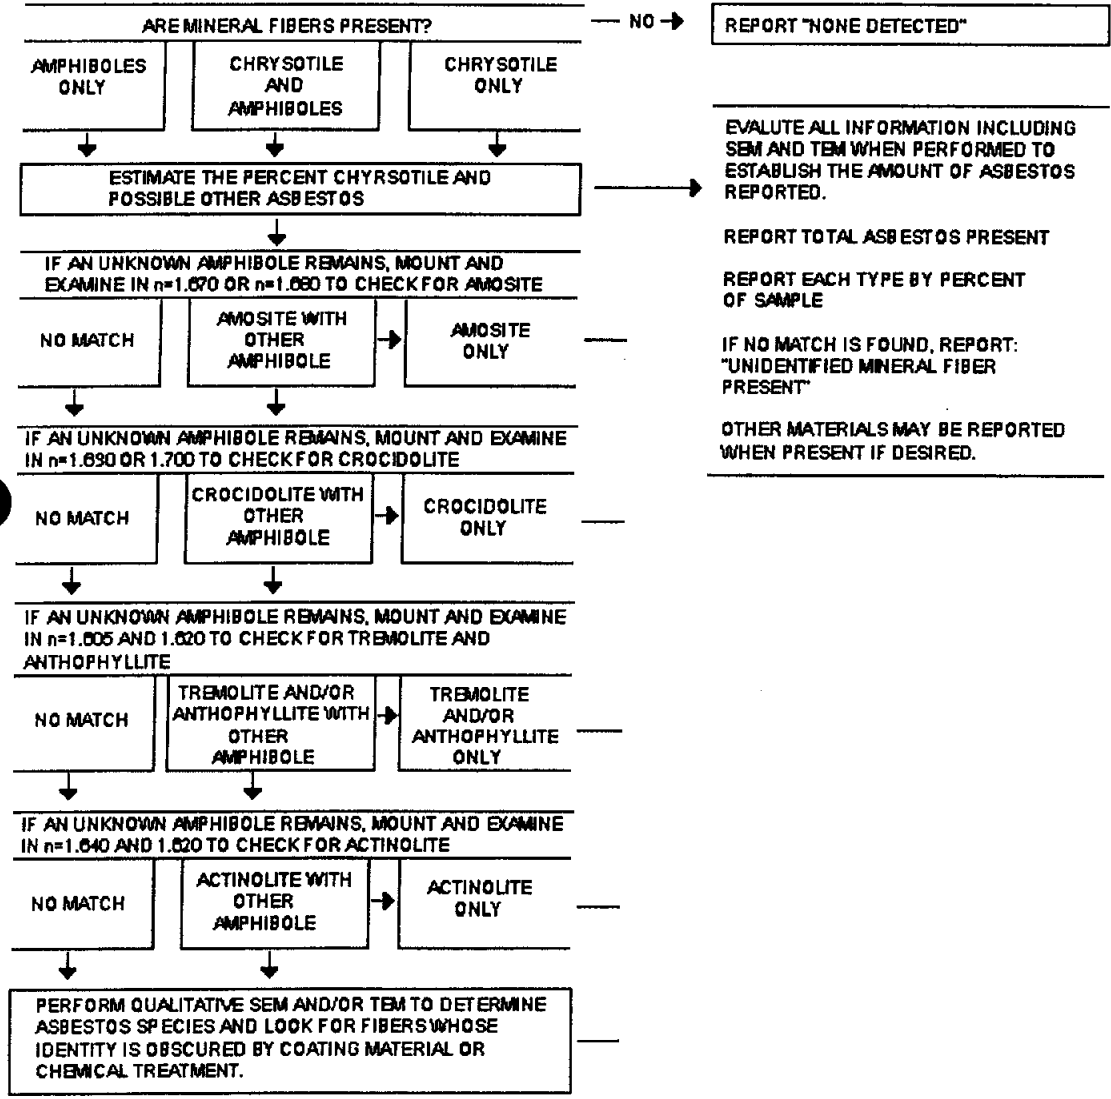 ARE MINERAL FIBERS PRESENT?
NO
REPORT "NONE DETECTED"
AMPHIBOLES
ONLY
CHRYSOTILE
AND
AMPHIBOLES
CHRYSOTILE
ONLY
ESTIMATE THE PERCENT CHYRSOTILE AND
POSSIBLE OTHER ASBESTOS
IF AN UNKNOWN AMPHIBOLE REMAINS, MOUNT AND
EXAMINE IN n=1.670 OR n=1.680 TO CHECK FOR AMOSITE
NO MATCH
AMOSITE WITH
OTHER
AMPHIBOLE
AMOSITE
ONLY
IF AN UNKNOWN AMPHIBOLE REMAINS, MOUNT AND EXAMINE
IN n=1.690 OR 1.700 TO CHECK FOR CROCIDOLITE
NO MATCH
CROCIDOLITE WITH
OTHER
AMPHIBOLE
CROCIDOLITE
ONLY
IF AN UNKNOWN AMPHIBOLE REMAINS, MOUNT AND EXAMINE
IN n=1.605 AND 1.620 TO CHECK FOR TREMOLITE AND
ANTHOPHYLLITE
NO MATCH
TREMOLITE AND/OR
ANTHOPHYLLITE WITH
OTHER
AMPHIBOLE
TREMOLITE
AND/OR
ANTHOPHYLLITE
ONLY
IF AN UNKNOWN AMPHIBOLE REMAINS, MOUNT AND EXAMINE
IN n=1.640 AND 1.620 TO CHECK FOR ACTINOLITE
NO MATCH
ACTINOLITE WITH
OTHER
AMPHIBOLE
ACTINOLITE
ONLY
PERFORM QUALITATIVE SEM AND/OR TEM TO DETERMINE
ASBESTOS SPECIES AND LOOK FOR FIBERS WHOSE
IDENTITY IS OBSCURED BY COATING MATERIAL OR
CHEMICAL TREATMENT.
EVALUTE ALL INFORMATION INCLUDING
SEM AND TEM WHEN PERFORMED TO
ESTABLISH THE AMOUNT OF ASBESTOS
REPORTED.
REPORT TOTAL ASBESTOS PRESENT
REPORT EACH TYPE BY PERCENT
OF SAMPLE
IF NO MATCH IS FOUND, REPORT:
"UNIDENTIFIED MINERAL FIBER
PRESENT"
OTHER MATERIALS MAY BE REPORTED
WHEN PRESENT IF DESIRED.